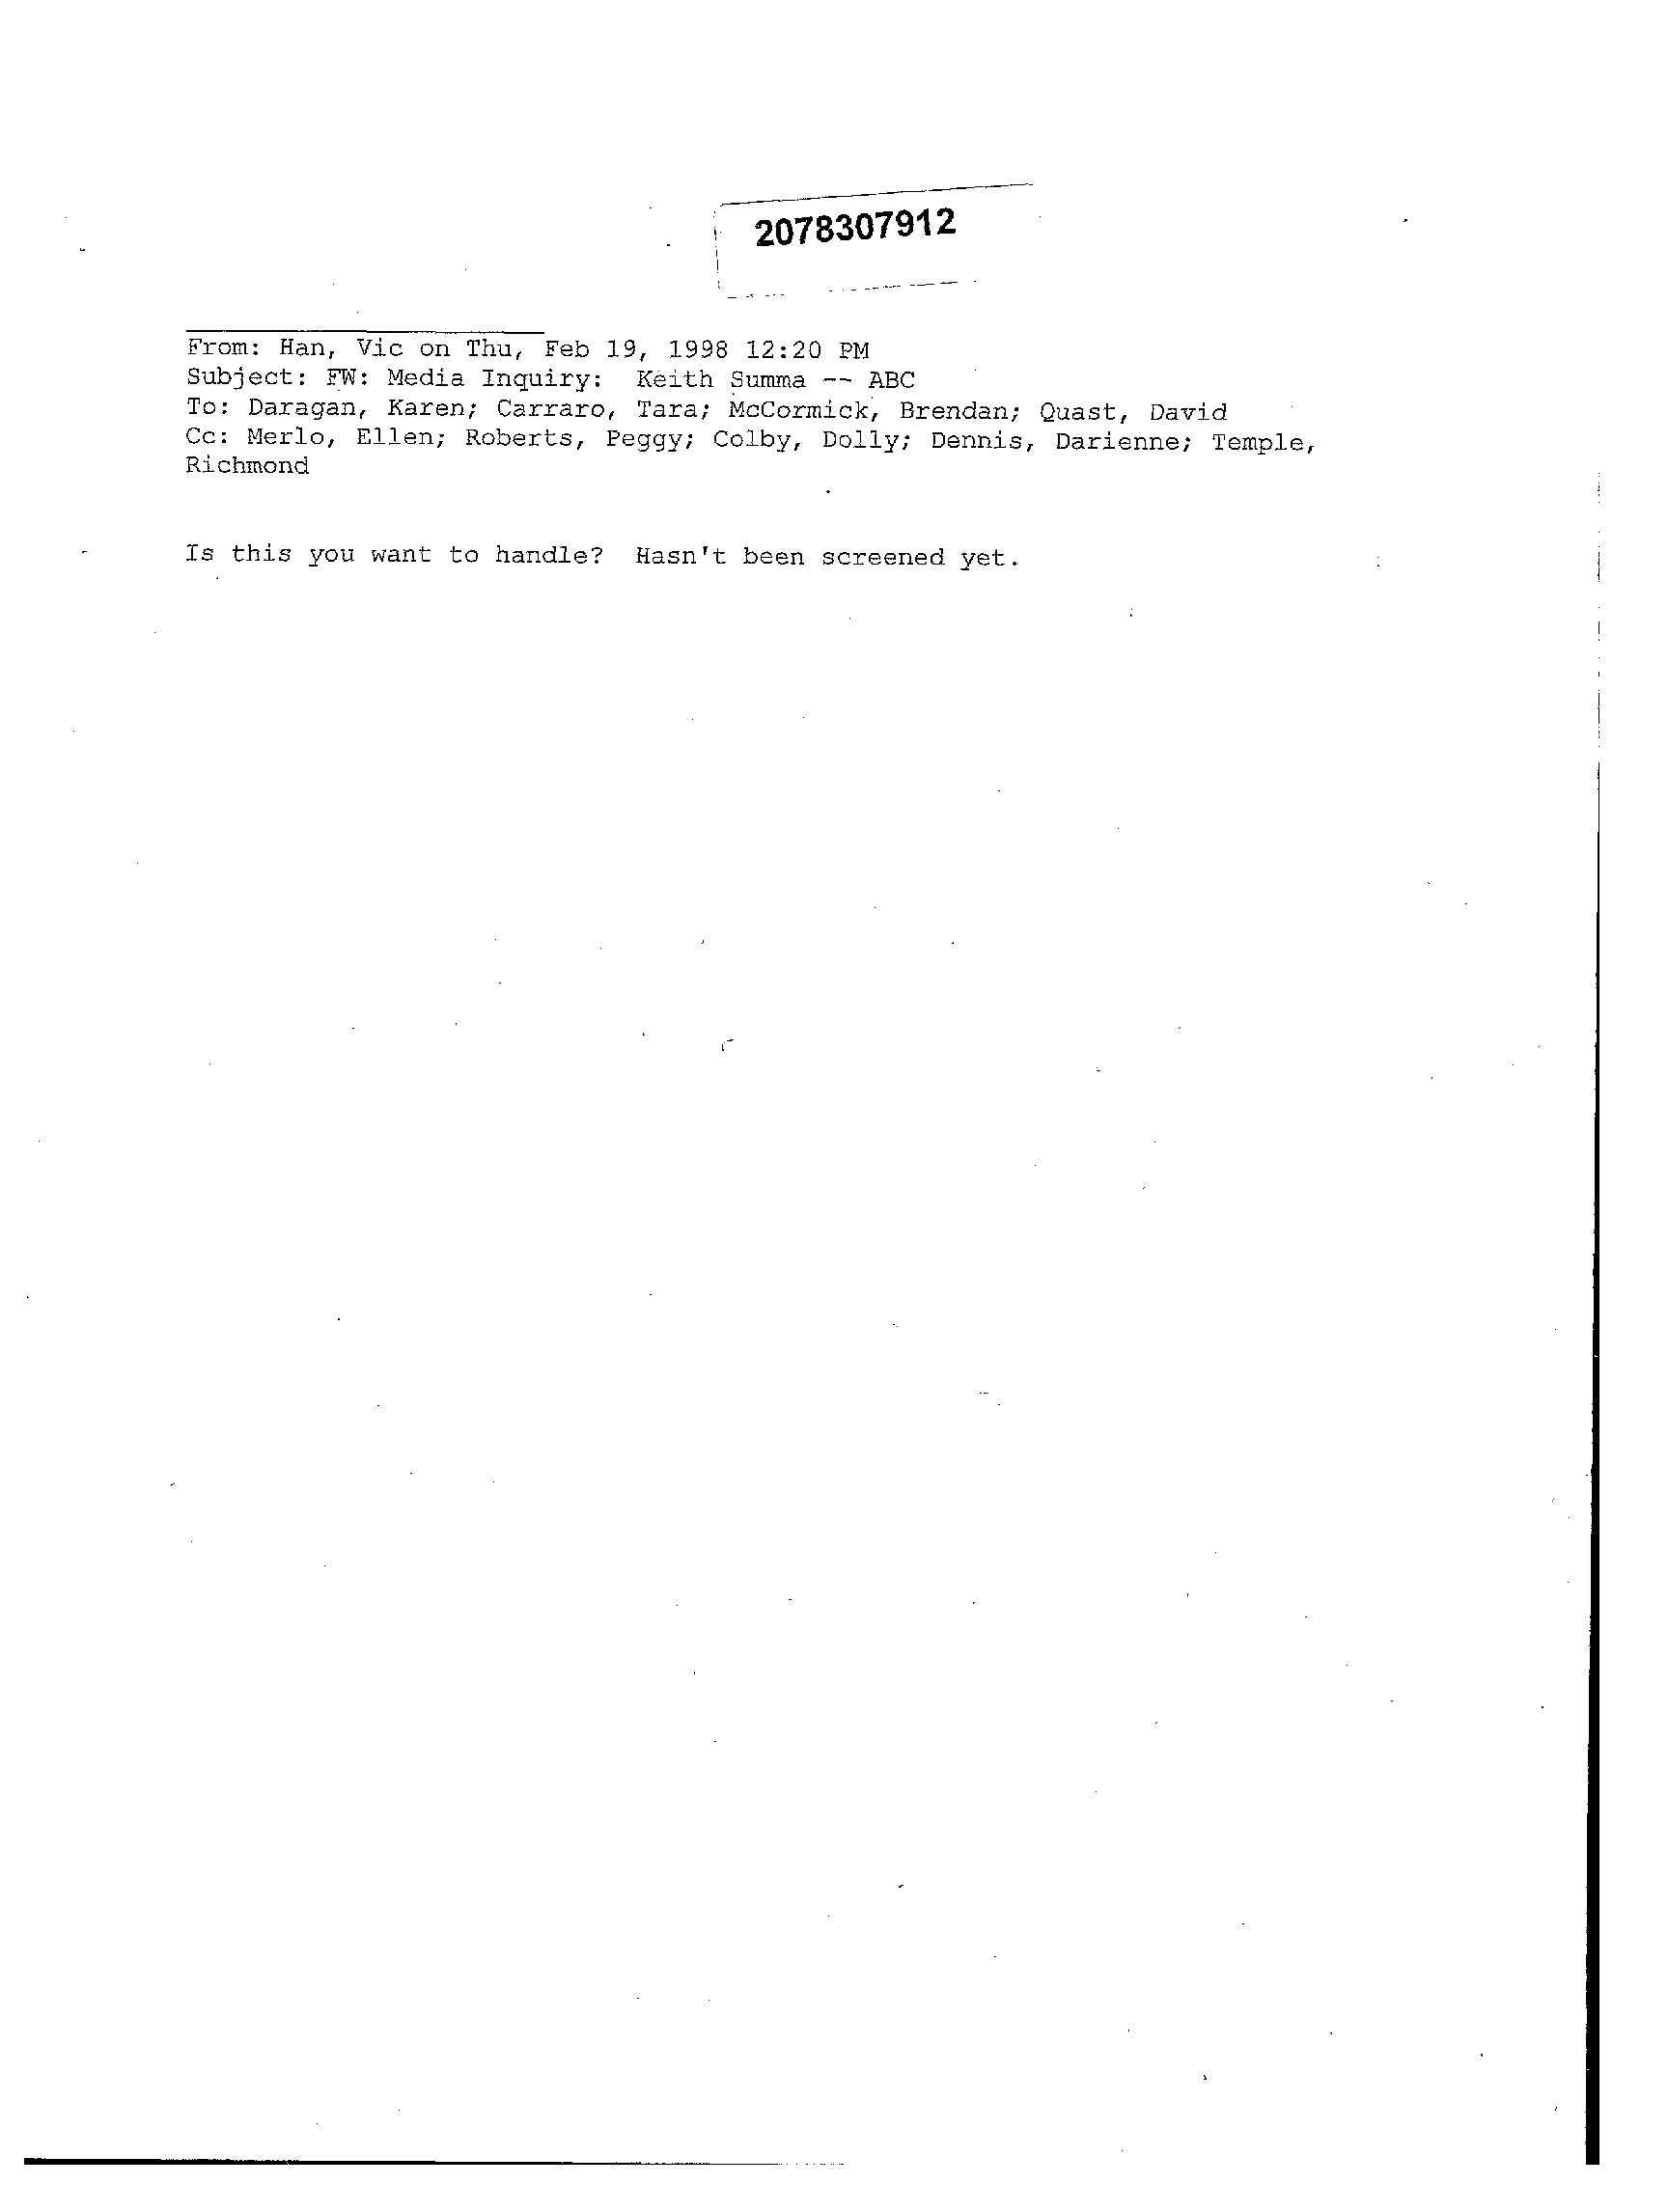 2078307912
From: Han, Vic on Thu, Feb 19, 1998 12:20 PM
Subject: FW: Media Inquiry:  Keith Summa -- ABC
To: Daragan, Karen; Carraro, Tara; McCormick, Brendan; Quast, David
Cc: Merlo, Ellen; Roberts, Peggy; Colby, Dolly; Dennis, Darienne; Temple,
Richmond
Is this you want to handle?  Hasn't been screened yet.